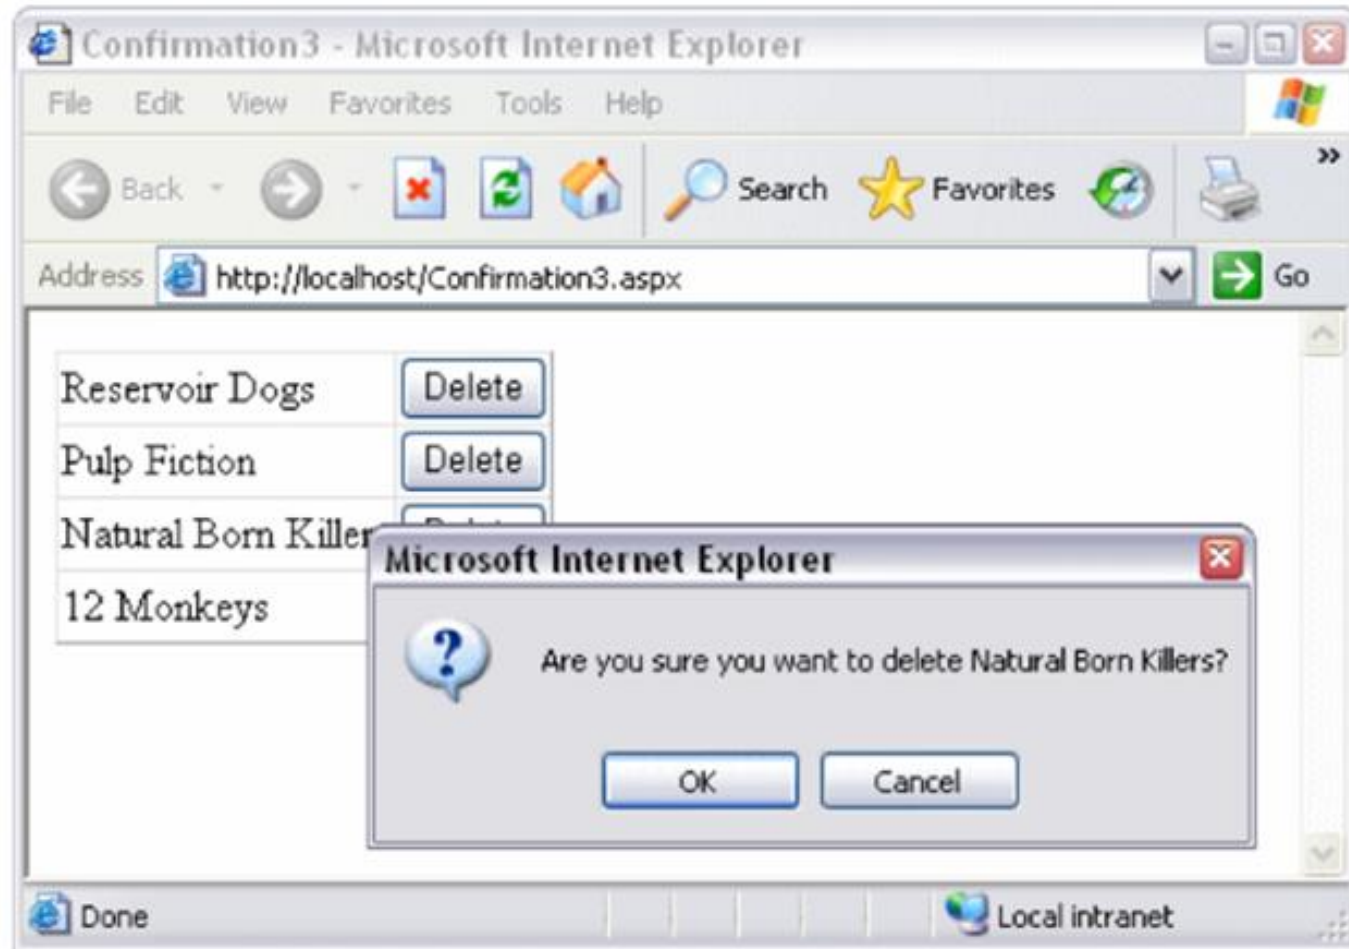 Confirmation3 - Microsoft Internet Explorer
File Edit View Favorites Tools Help
Back Search Favorites »
Address http://localhost/Confirmation3.aspx Go
Reservoir Dogs Delete
Pulp Fiction Delete
Natural Born Killer
Microsoft Internet Explorer
12 Monkeys
?
Are you sure you want to delete Natural Born Killers?
OK Cancel
Done Local intranet